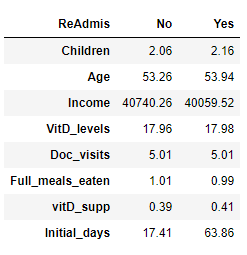 ReAdmis No Yes
Children 2.06 2.16
Age 53.26 53.94
Income 40740.26 40059.52
VitD_levels 17.96 17.98
Doc_visits 5.01 5.01
Full_meals_eaten 1.01 0.99
vitD_supp 0.39 0.41
Initial_days 17.41 63.86